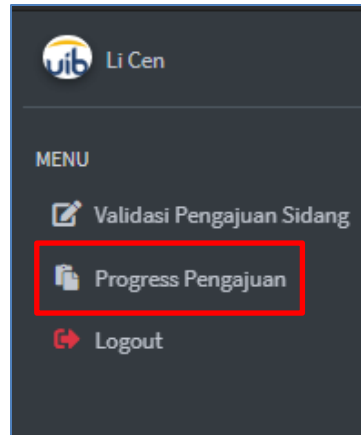 uib Li Cen
MENU
Validasi Pengajuan Sidang
Progress Pengajuan
Logout